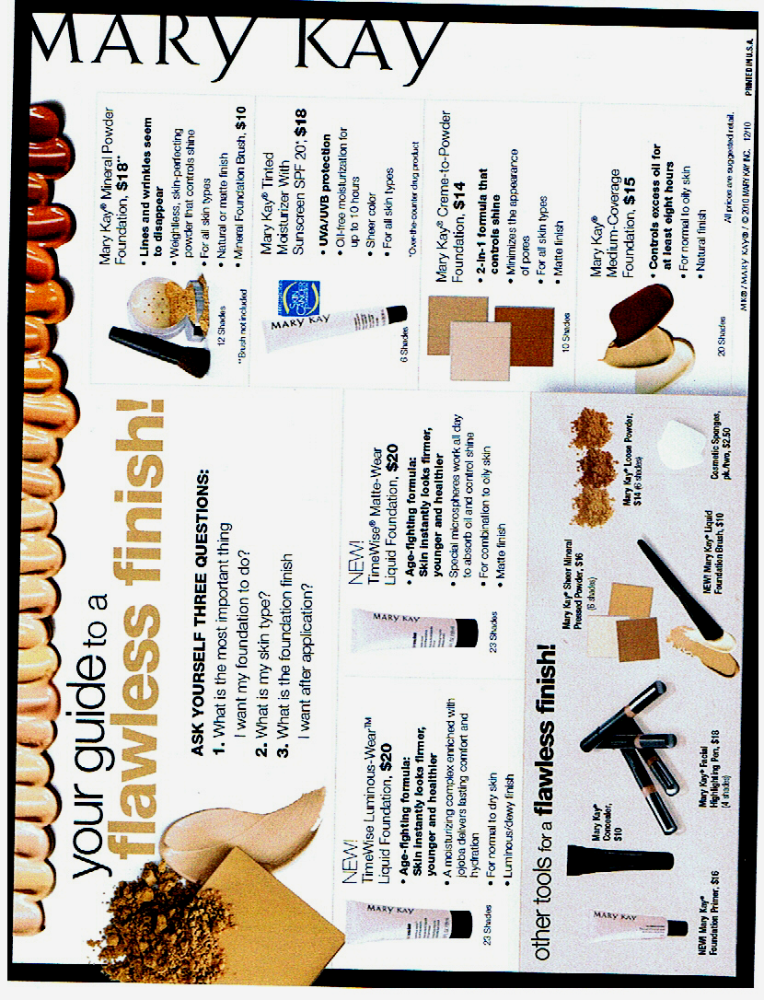 MARY KAY
your guide to a
flawless finish!
ASK YOURSELF THREE QUESTIONS:
1. What is the most important thing
I want my foundation to do?
2. What is my skin type?
3. What is the foundation finish
I want after application?
NEW!
TimeWise Luminous-Wear™
Liquid Foundation, $20
• Age-fighting formula:
Skin instantly looks firmer,
younger and healthier
• A moisturizing complex enriched with
jojoba delivers lasting comfort and
hydration
• For normal to dry skin
• Luminous/dewy finish
MARY KAY
23 Shades
NEW!
TimeWise® Matte-Wear
Liquid Foundation, $20
• Age-fighting formula:
Skin instantly looks firmer,
younger and healthier
• Special microspheres work all day
to absorb oil and control shine
• For combination to oily skin
• Matte finish
MARY KAY
23 Shades
Mary Kay® Mineral Powder
Foundation, $18**
• Lines and wrinkles seem
to disappear
• Weightless, skin-perfecting
powder that controls shine
• For all skin types
• Natural or matte finish
• Mineral Foundation Brush, $10
12 Shades
**Brush not included
Mary Kay® Tinted
Moisturizer With
Sunscreen SPF 20*, $18
• UVA/UVB protection
• Oil-free moisturization for
up to 10 hours
• Sheer color
• For all skin types
MARY KAY
6 Shades
*Over-the-counter drug product
Mary Kay® Creme-to-Powder
Foundation, $14
• 2-in-1 formula that
controls shine
• Minimizes the appearance
of pores
• For all skin types
• Matte finish
10 Shades
Mary Kay®
Medium-Coverage
Foundation, $15
• Controls excess oil for
at least eight hours
• For normal to oily skin
• Natural finish
20 Shades
other tools for a flawless finish!
MARY KAY
NEW! Mary Kay®
Foundation Primer, $16
Mary Kay®
Concealer,
$10
Mary Kay® Facial
Highlighting Pen, $18
(4 shades)
Mary Kay® Sheer Mineral
Pressed Powder, $16
(6 shades)
NEW! Mary Kay® Liquid
Foundation Brush, $10
Mary Kay® Loose Powder,
$14 (6 shades)
Cosmetic Sponges,
pk./two, $2.50
All prices are suggested retail.
MK® / MARY KAY® / © 2010 MARY KAY INC. 12/10 PRINTED IN U.S.A.